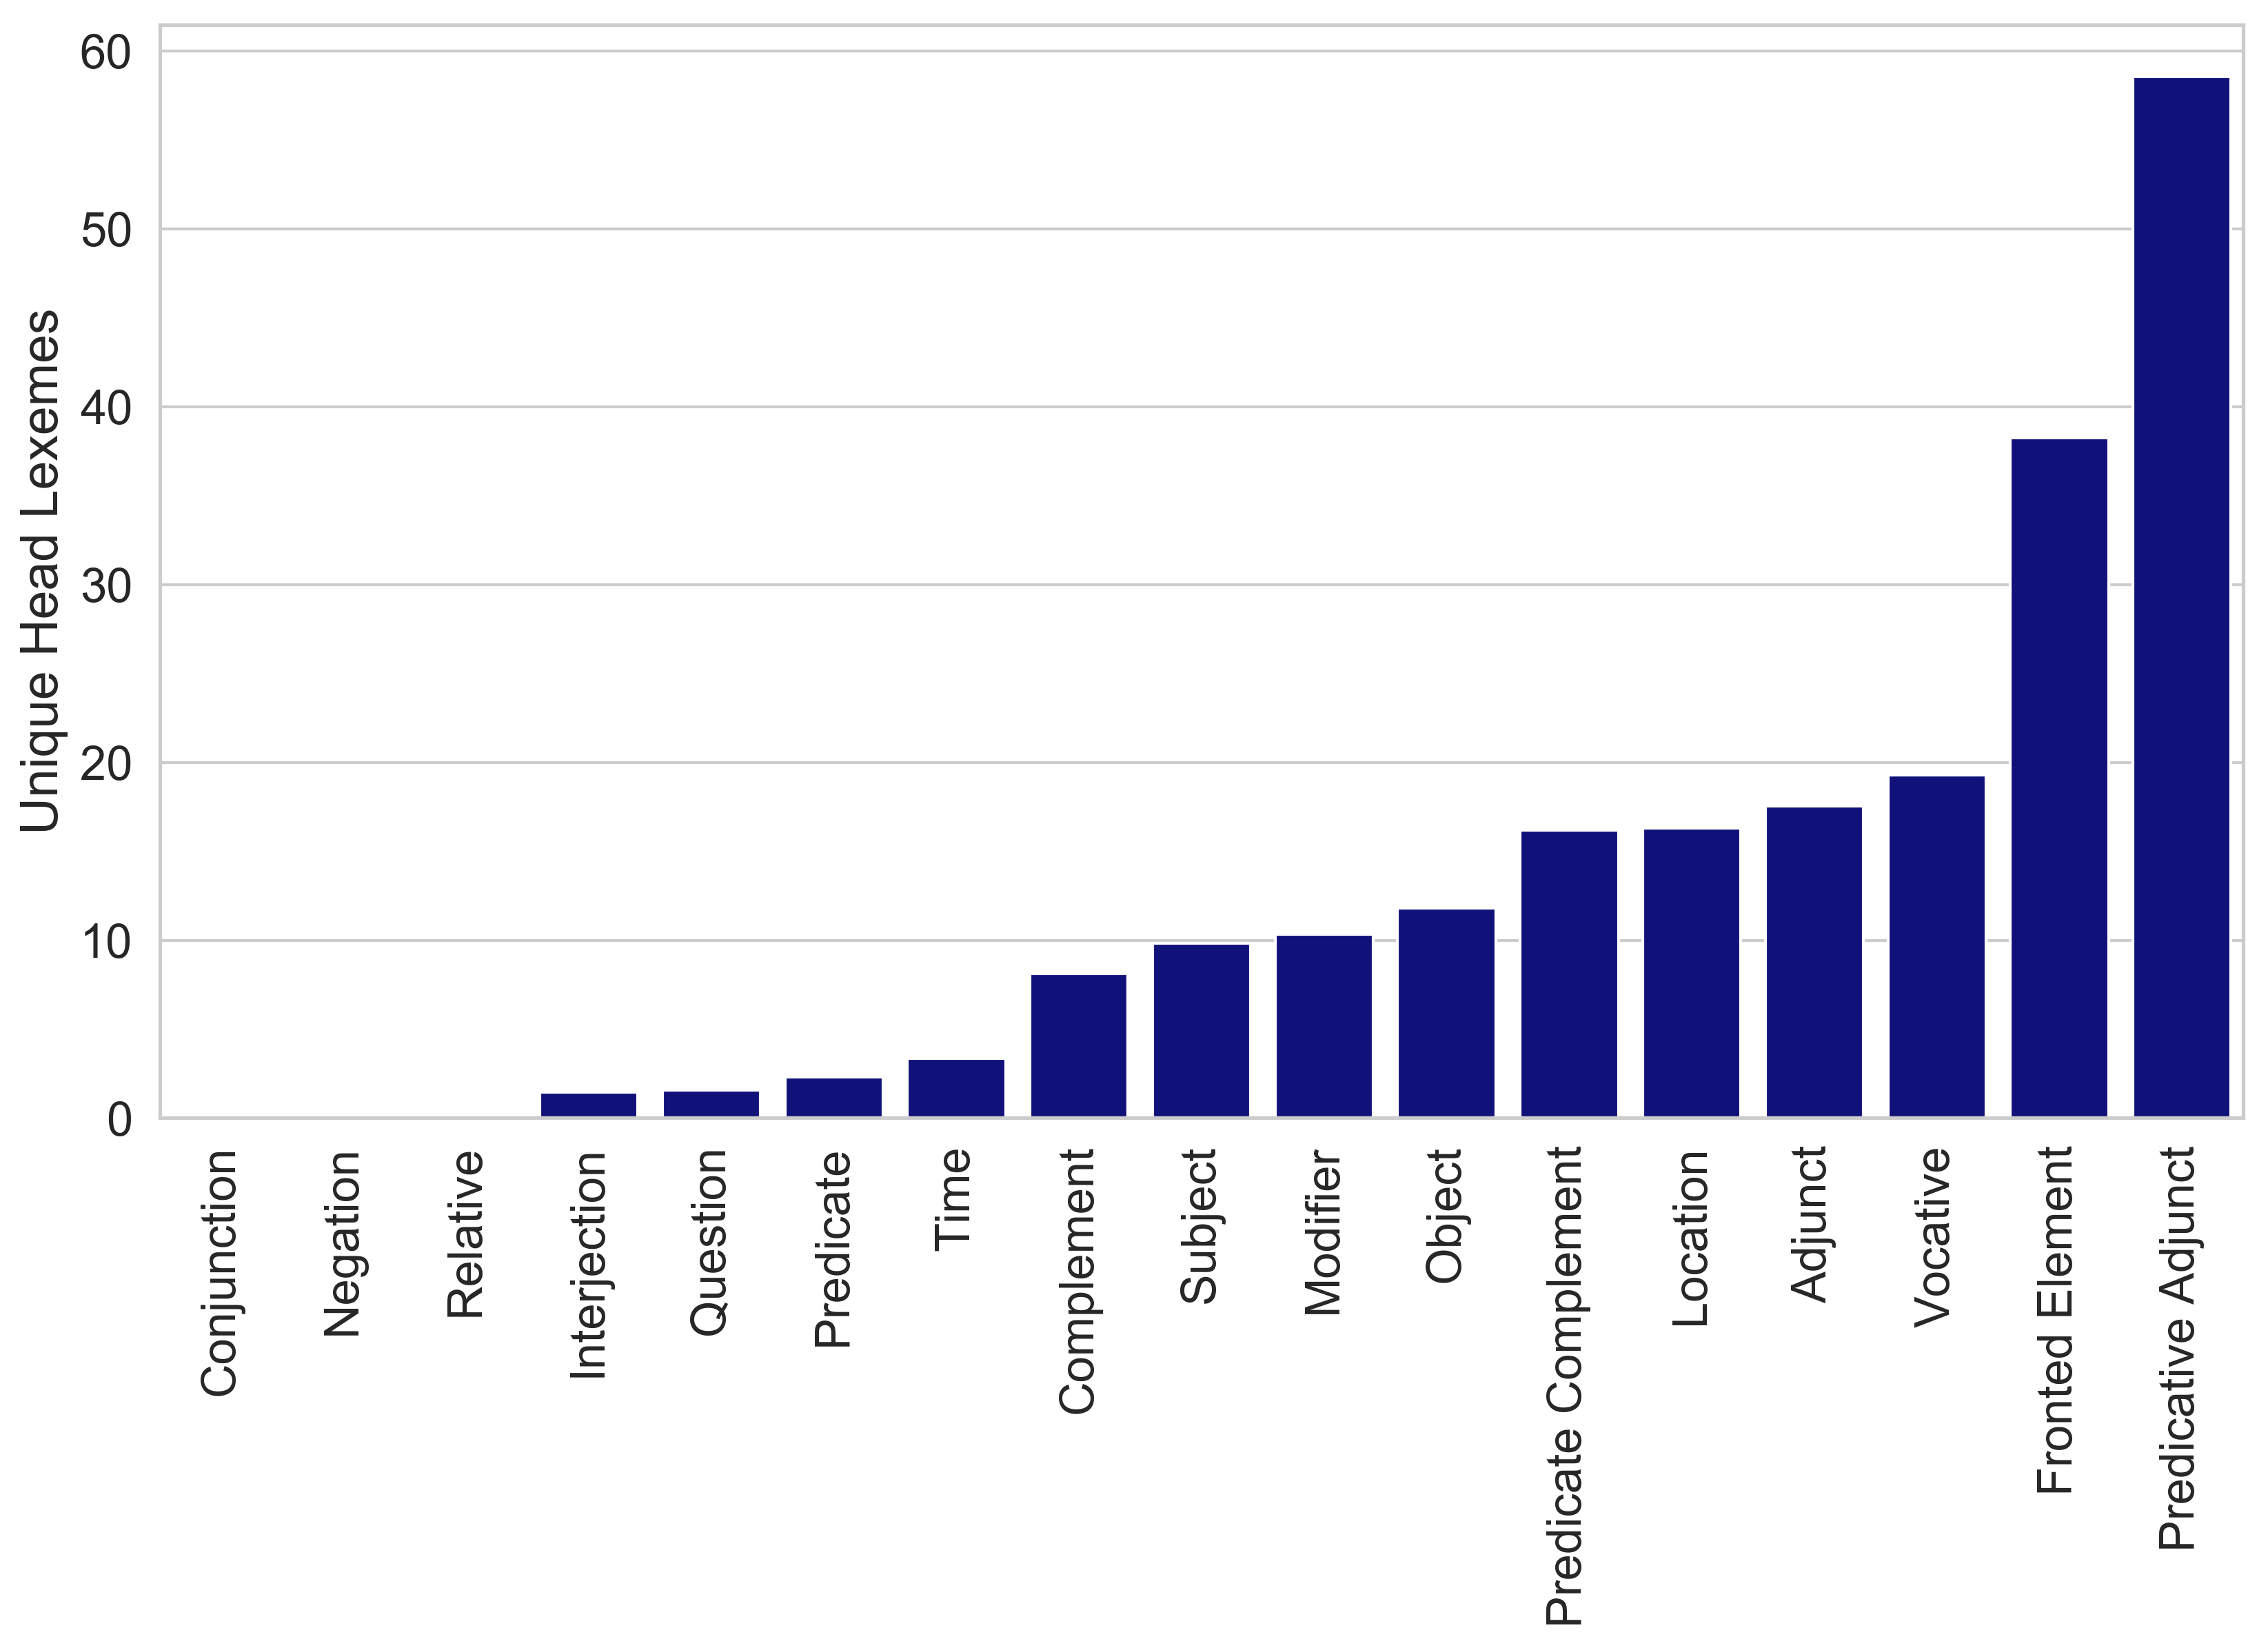 Unique Head Lexemes
60
50
40
30
20
10
0
Conjunction
Negation
Relative
Interjection
Question
Predicate
Time
Complement
Subject
Modifier
Object
Predicate Complement
Location
Adjunct
Vocative
Fronted Element
Predicative Adjunct